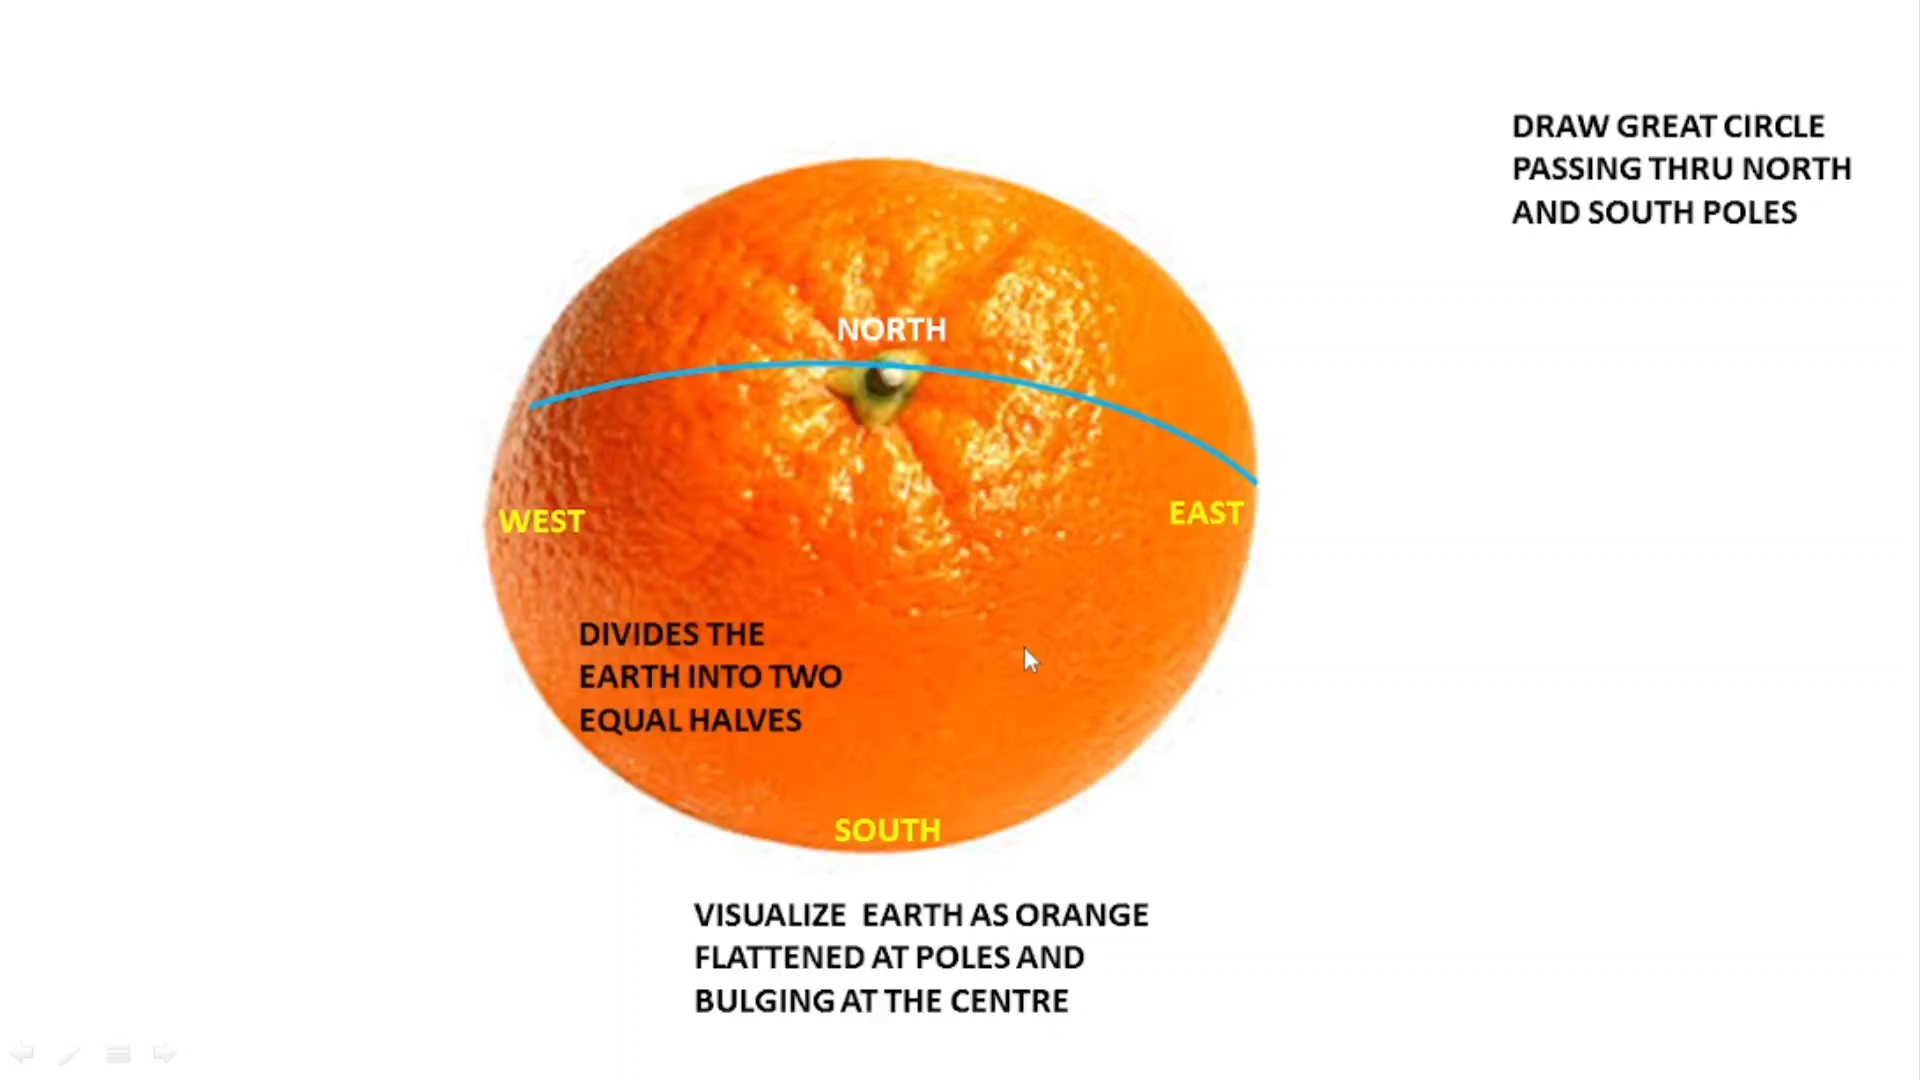 DRAW GREAT CIRCLE
PASSING THRU NORTH
AND SOUTH POLES
NORTH
WEST
EAST
DIVIDES THE
EARTH INTO TWO
EQUAL HALVES
SOUTH
VISUALIZE  EARTH AS ORANGE
FLATTENED AT POLES AND
BULGING AT THE CENTRE